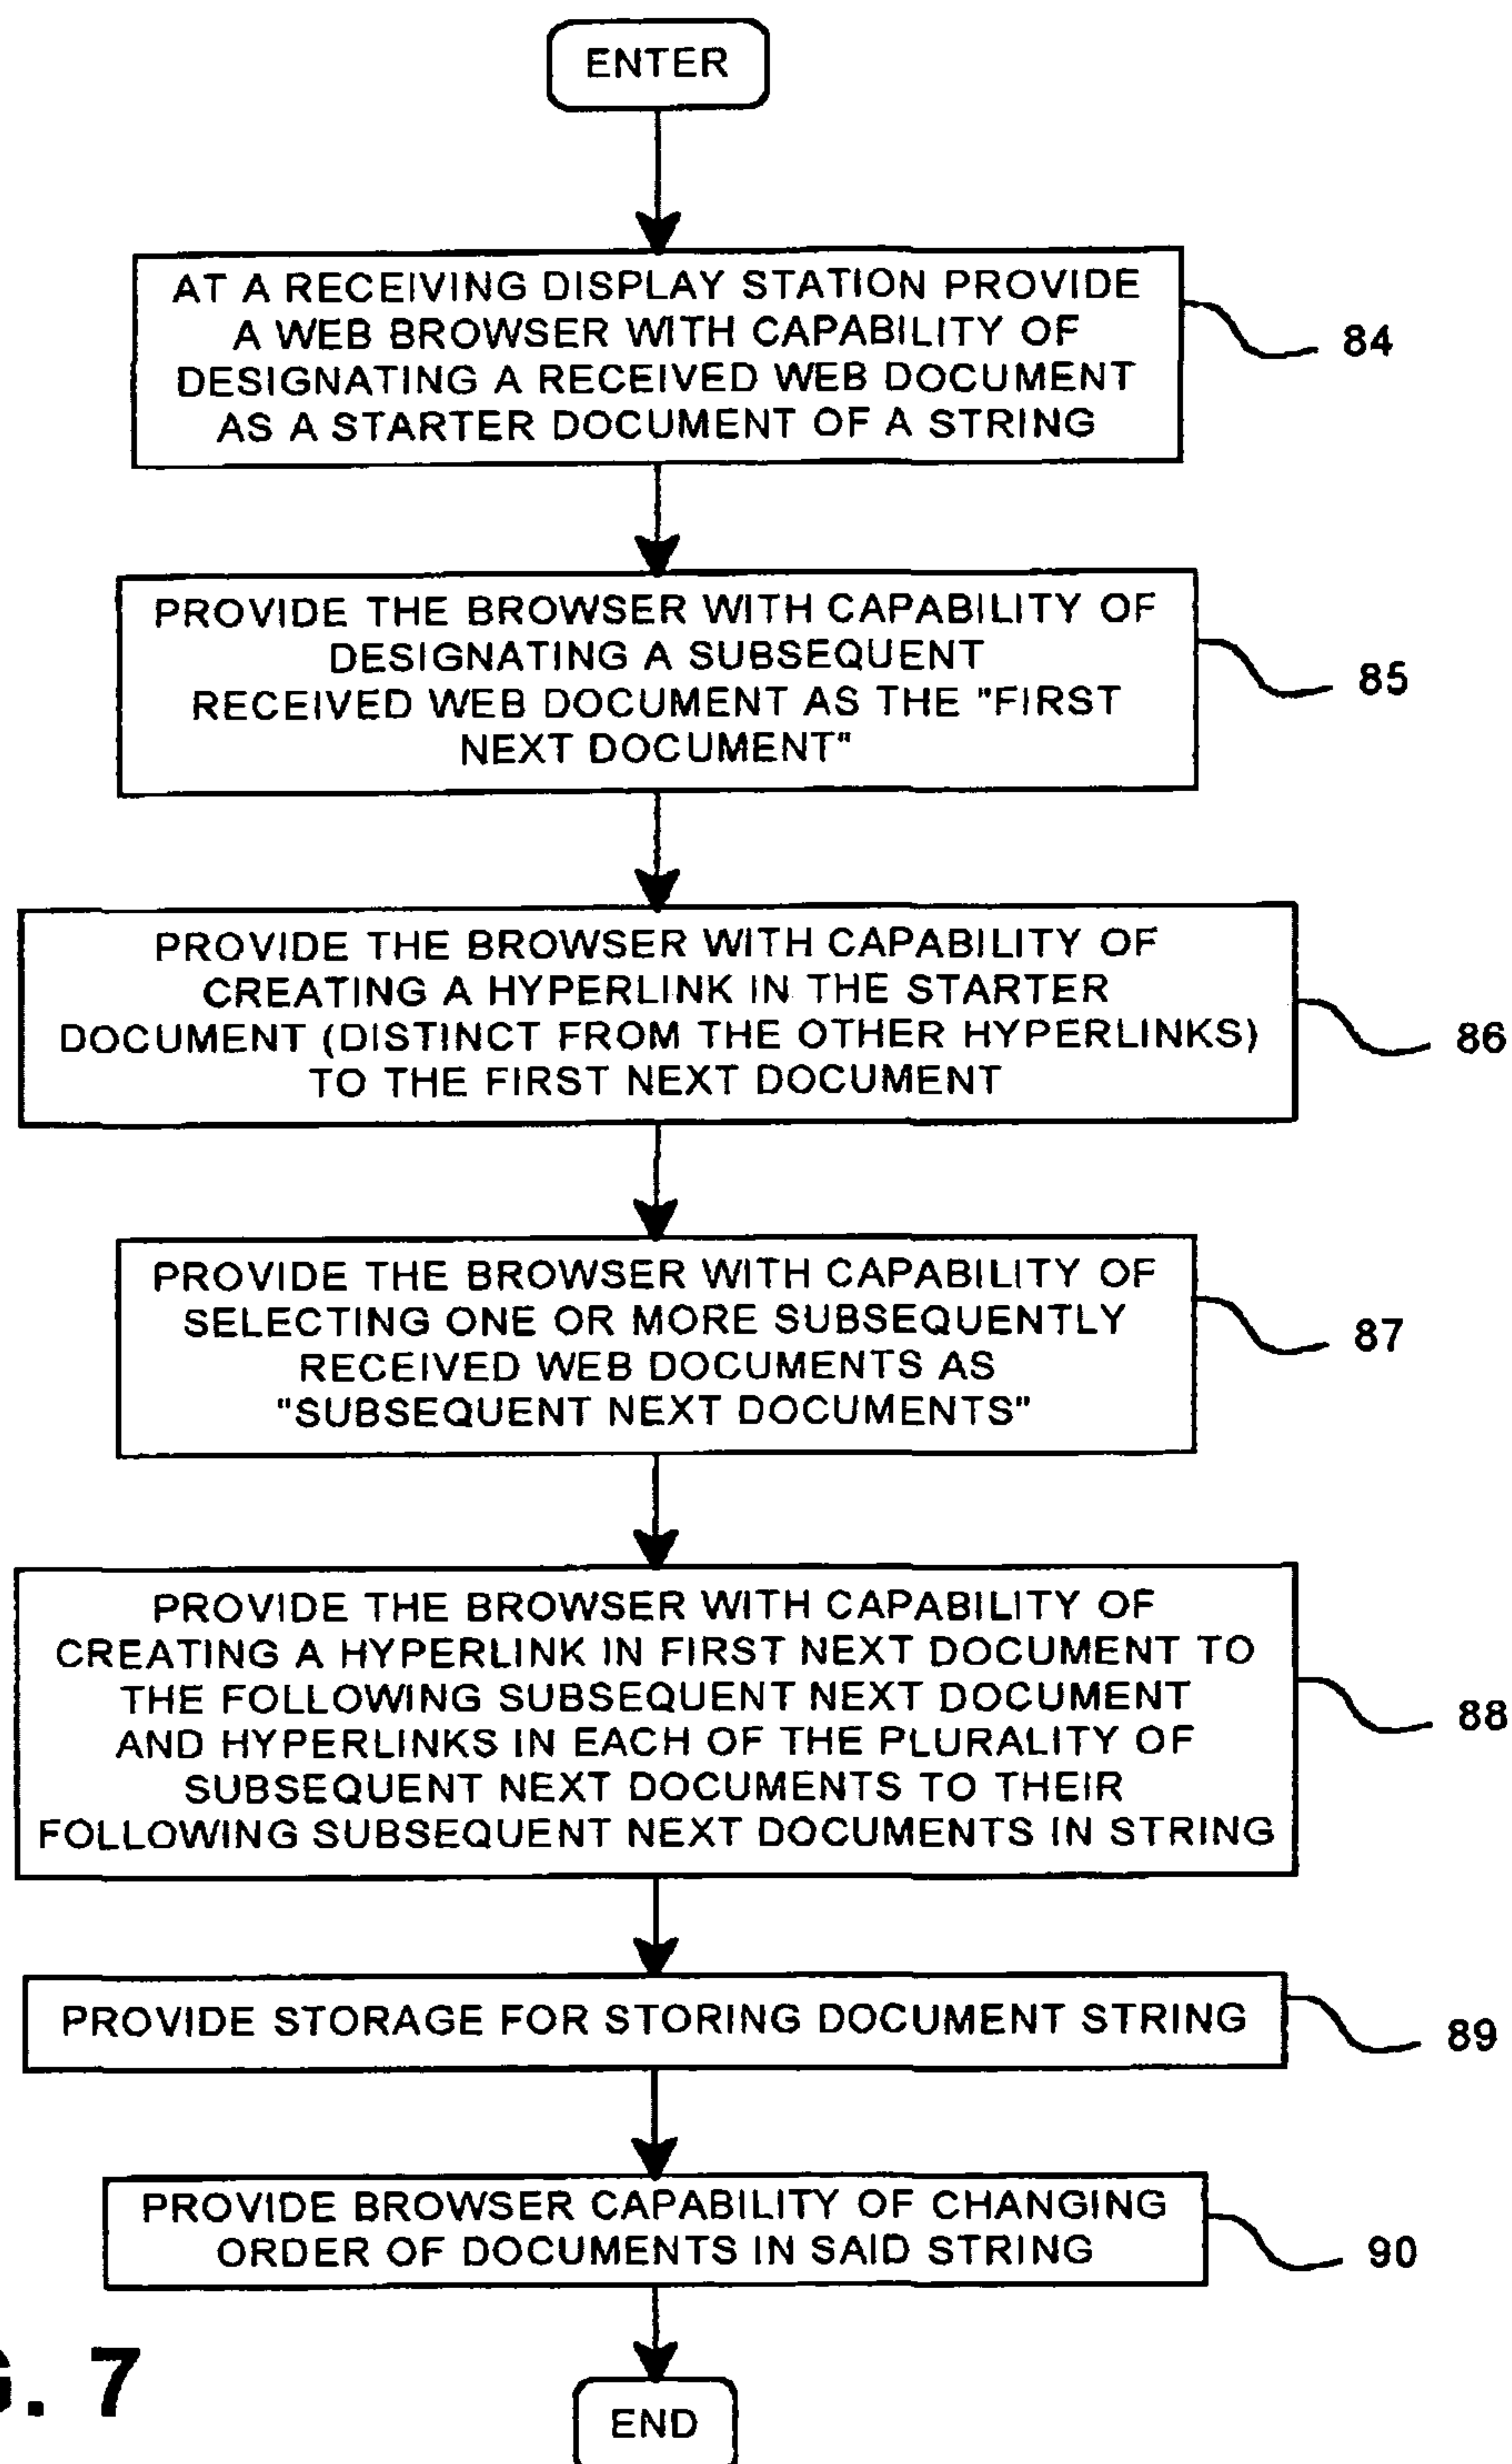 ENTER
AT A RECEIVING DISPLAY STATION PROVIDE
A WEB BROWSER WITH CAPABILITY OF
DESIGNATING A RECEIVED WEB DOCUMENT
AS A STARTER DOCUMENT OF A STRING
84
PROVIDE THE BROWSER WITH CAPABILITY OF
DESIGNATING A SUBSEQUENT
RECEIVED WEB DOCUMENT AS THE "FIRST
NEXT DOCUMENT"
85
PROVIDE THE BROWSER WITH CAPABILITY OF
CREATING A HYPERLINK IN THE STARTER
DOCUMENT (DISTINCT FROM THE OTHER HYPERLINKS)
TO THE FIRST NEXT DOCUMENT
86
PROVIDE THE BROWSER WITH CAPABILITY OF
SELECTING ONE OR MORE SUBSEQUENTLY
RECEIVED WEB DOCUMENTS AS
"SUBSEQUENT NEXT DOCUMENTS"
87
PROVIDE THE BROWSER WITH CAPABILITY OF
CREATING A HYPERLINK IN FIRST NEXT DOCUMENT TO
THE FOLLOWING SUBSEQUENT NEXT DOCUMENT
AND HYPERLINKS IN EACH OF THE PLURALITY OF
SUBSEQUENT NEXT DOCUMENTS TO THEIR
FOLLOWING SUBSEQUENT NEXT DOCUMENTS IN STRING
88
PROVIDE STORAGE FOR STORING DOCUMENT STRING
89
PROVIDE BROWSER CAPABILITY OF CHANGING
ORDER OF DOCUMENTS IN SAID STRING
90
G. 7
END